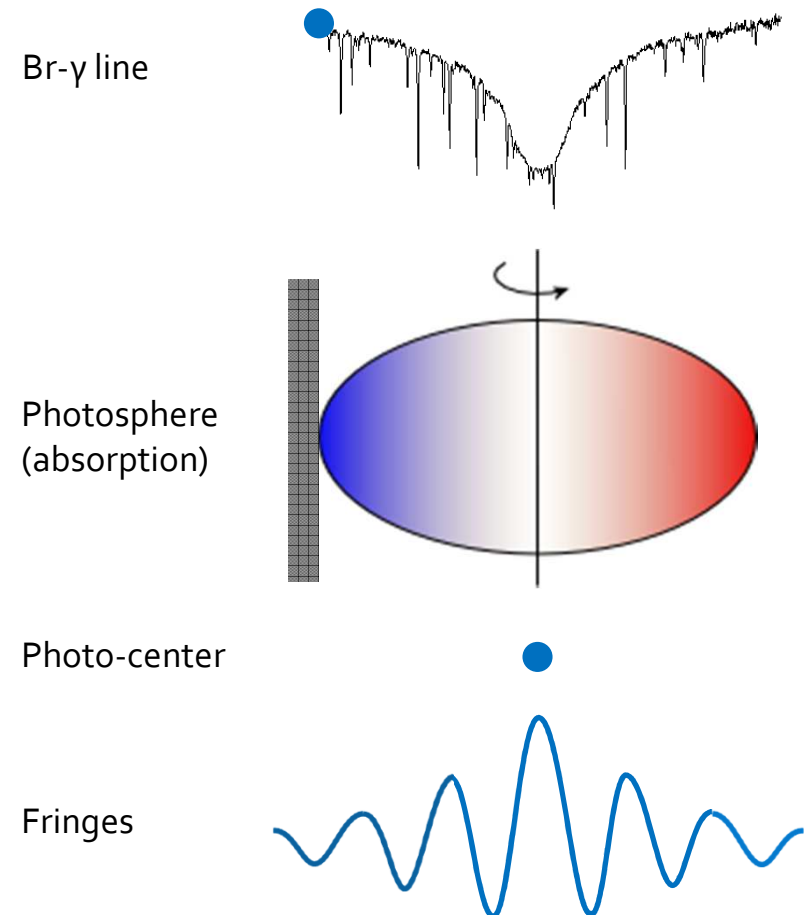 Br-γ line
Photosphere
(absorption)
Photo-center
Fringes